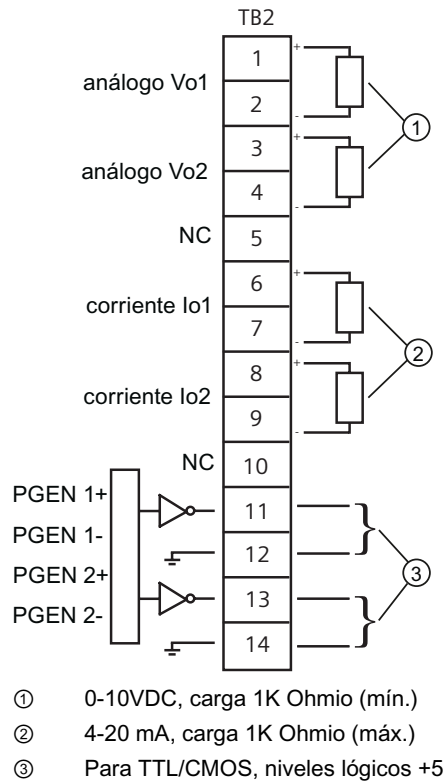 TB2
análogo Vo1
1
+
2
-
①
análogo Vo2
3
+
4
-
NC
5
corriente Io1
6
+
7
-
②
corriente Io2
8
+
9
-
NC
10
PGEN 1+
11
PGEN 1-
12
③
PGEN 2+
13
PGEN 2-
14
① 0-10VDC, carga 1K Ohmio (mín.)
② 4-20 mA, carga 1K Ohmio (máx.)
③ Para TTL/CMOS, niveles lógicos +5